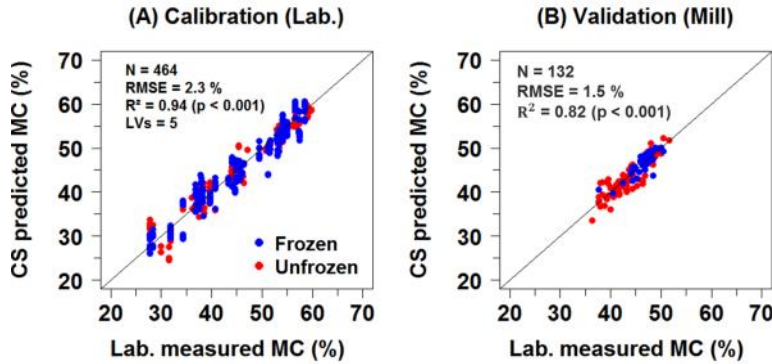 (A) Calibration (Lab.)
N = 464
RMSE = 2.3 %
R² = 0.94 (p < 0.001)
LVs = 5
Frozen
Unfrozen
CS predicted MC (%)
70
60
50
40
30
20
20 30 40 50 60 70
Lab. measured MC (%)
(B) Validation (Mill)
N = 132
RMSE = 1.5 %
R² = 0.82 (p < 0.001)
CS predicted MC (%)
70
60
50
40
30
20
20 30 40 50 60 70
Lab. measured MC (%)